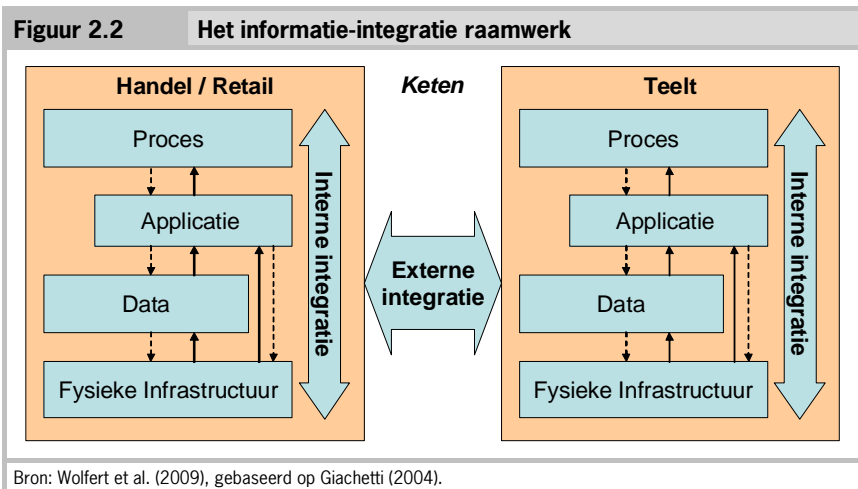 Figuur 2.2 Het informatie-integratie raamwerk
Handel / Retail
Proces
Applicatie
Data
Fysieke Infrastructuur
Interne integratie
Keten
Externe
integratie
Teelt
Proces
Applicatie
Data
Fysieke Infrastructuur
Interne integratie
Bron: Wolfert et al. (2009), gebaseerd op Giachetti (2004).